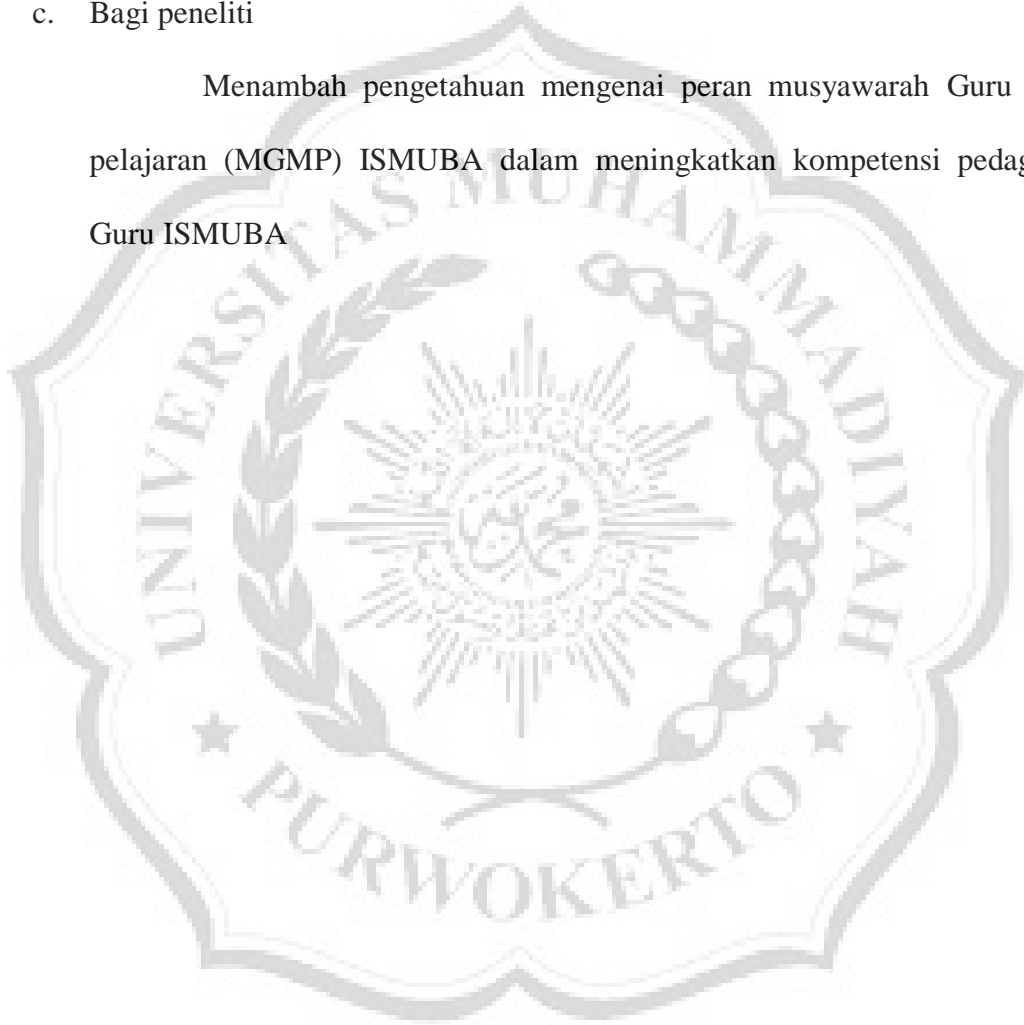 c. Bagi peneliti
Menambah pengetahuan mengenai peran musyawarah Guru
pelajaran (MGMP) ISMUBA dalam meningkatkan kompetensi pedag
Guru ISMUBA
UNIVERSITAS MUHAMMADIYAH
PURWOKERTO